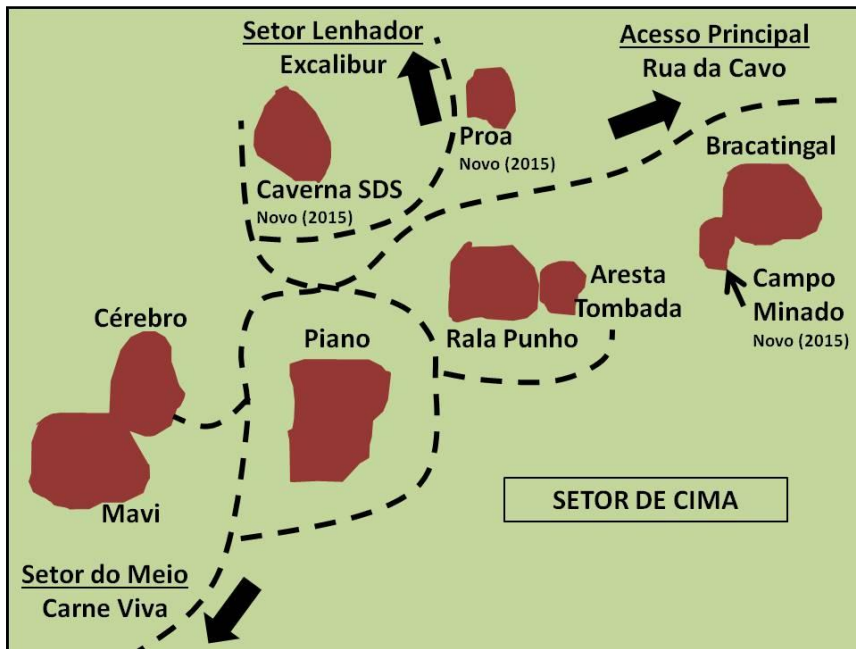 Setor Lenhador
Excalibur
Acesso Principal
Rua da Cavo
Proa
Novo (2015)
Bracatingal
Caverna SDS
Novo (2015)
Cérebro
Piano
Rala Punho
Aresta
Tombada
Campo
Minado
Novo (2015)
Mavi
SETOR DE CIMA
Setor do Meio
Carne Viva